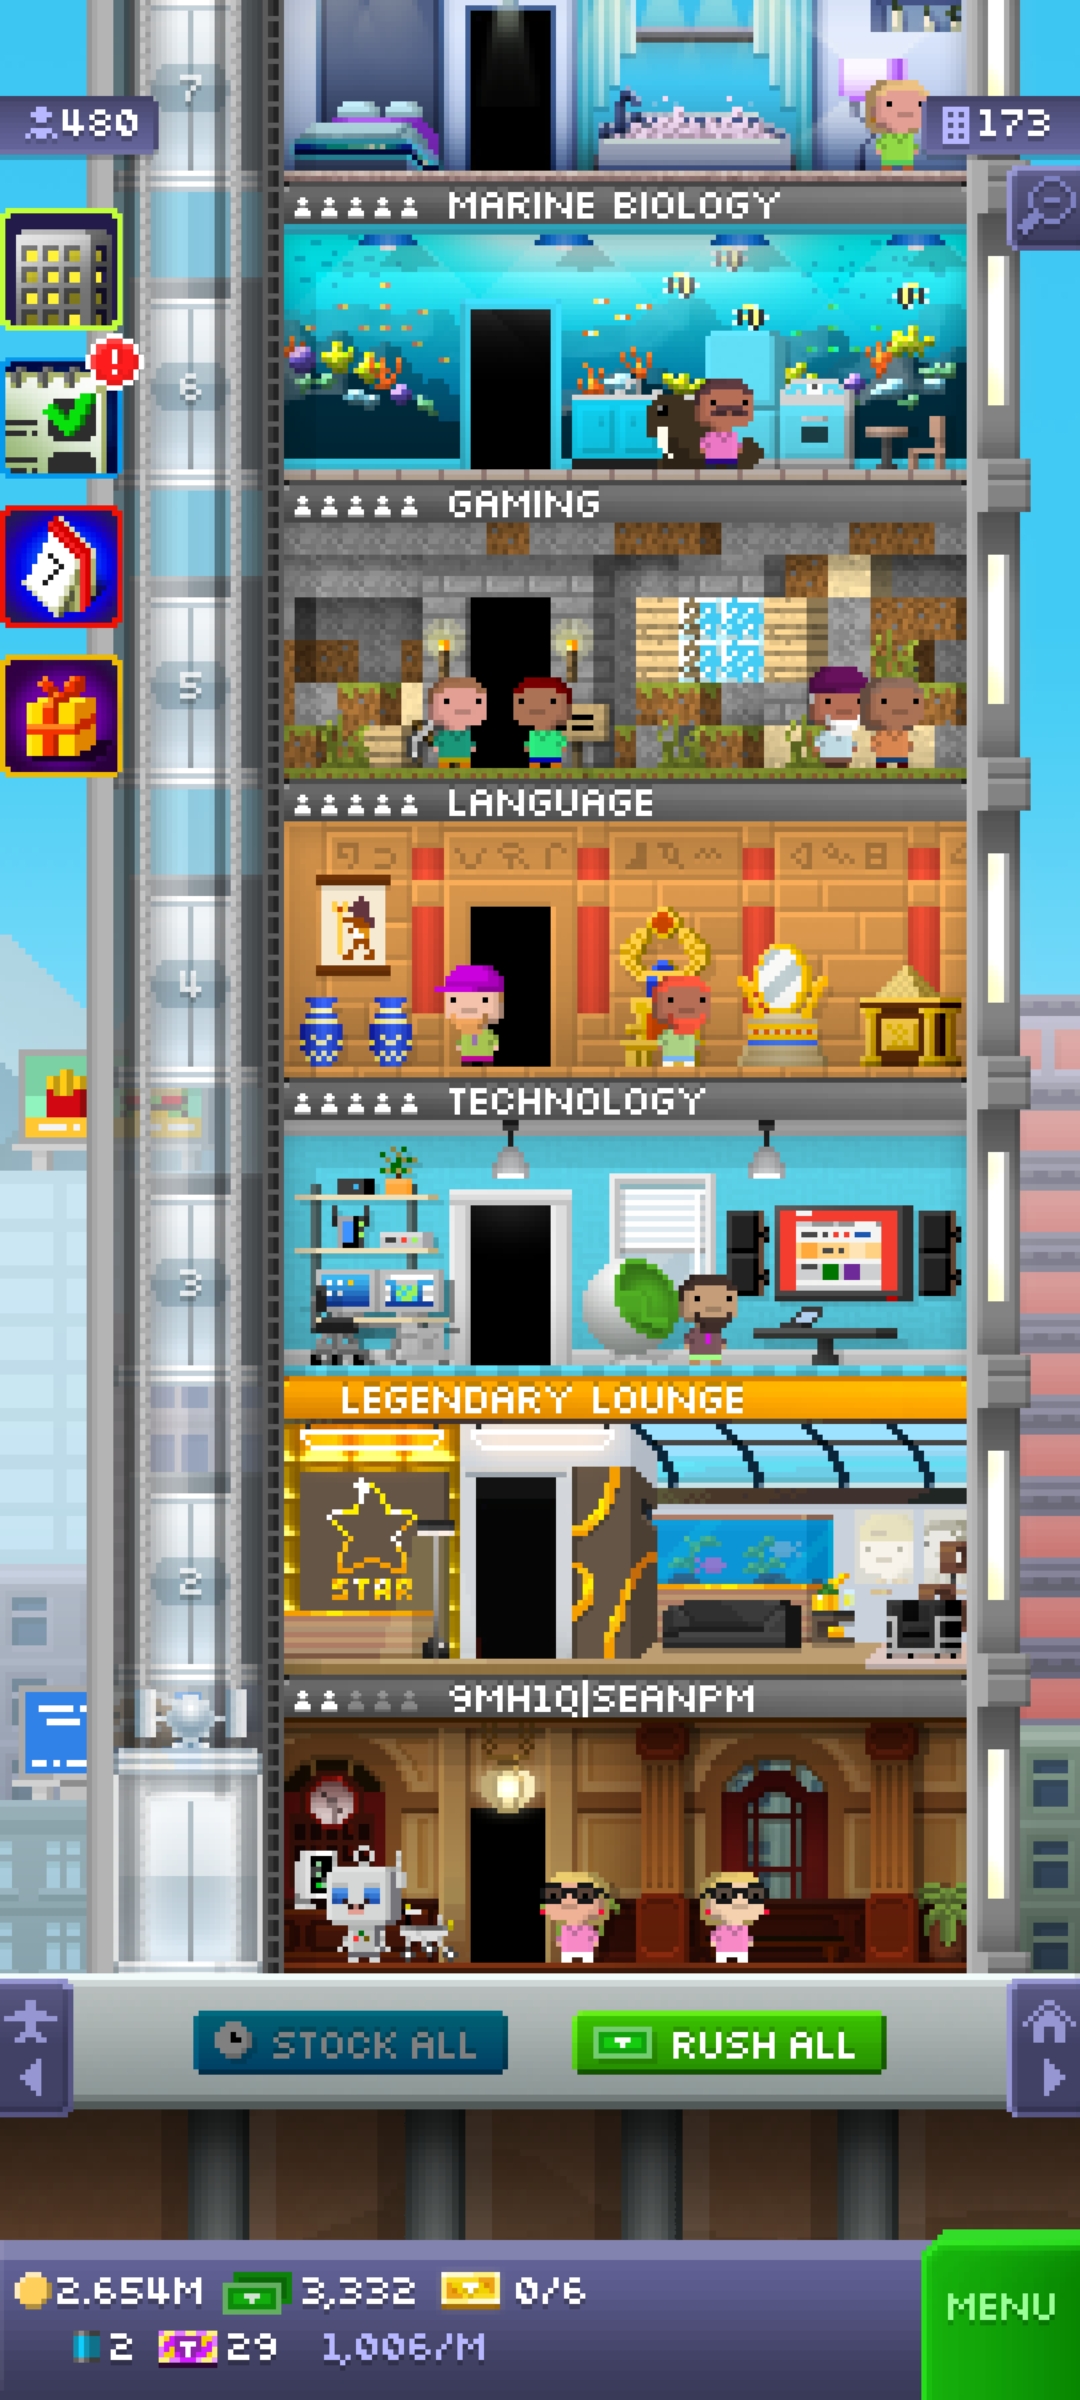 7
480
173
MARINE BIOLOGY
6
GAMING
7
5
LANGUAGE
4
TECHNOLOGY
3
LEGENDARY LOUNGE
STAR
2
9MH1Q|SEANPM
STOCK ALL
RUSH ALL
2.654M 3,332 0/6
MENU
2 29 1,006/M